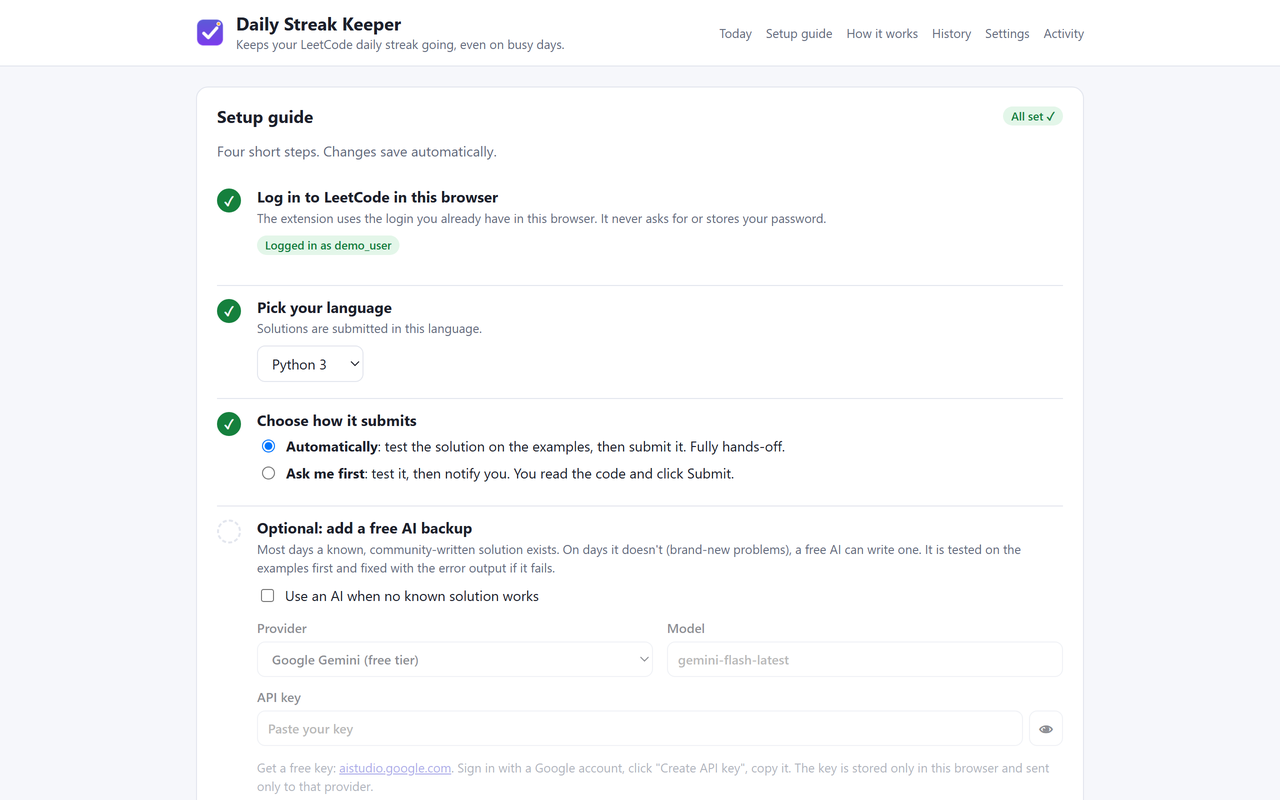 Daily Streak Keeper
Keeps your LeetCode daily streak going, even on busy days.
Today Setup guide How it works History Settings Activity
Setup guide
All set ✓
Four short steps. Changes save automatically.
Log in to LeetCode in this browser
The extension uses the login you already have in this browser. It never asks for or stores your password.
Logged in as demo_user
Pick your language
Solutions are submitted in this language.
Python 3
Choose how it submits
Automatically: test the solution on the examples, then submit it. Fully hands-off.
Ask me first: test it, then notify you. You read the code and click Submit.
Optional: add a free AI backup
Most days a known, community-written solution exists. On days it doesn't (brand-new problems), a free AI can write one. It is tested on the
examples first and fixed with the error output if it fails.
Use an AI when no known solution works
Provider Model
Google Gemini (free tier) gemini-flash-latest
API key
Paste your key
Get a free key: aistudio.google.com. Sign in with a Google account, click "Create API key", copy it. The key is stored only in this browser and sent
only to that provider.